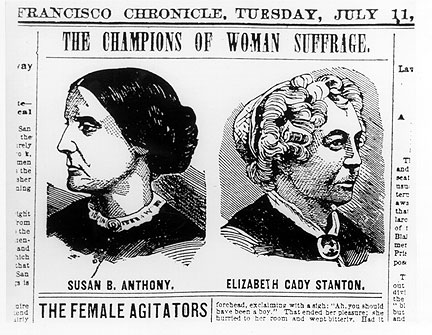 FRANCISCO CHRONICLE, TUESDAY, JULY 11,
THE CHAMPIONS OF WOMAN SUFFRAGE.
SUSAN B. ANTHONY.
ELIZABETH CADY STANTON.
THE FEMALE AGITATORS
forehead, exclaiming with a sigh: "Ah, you should
have been a boy." That ended her pleasure; she
hurried to her room and wept bitterly. Had it